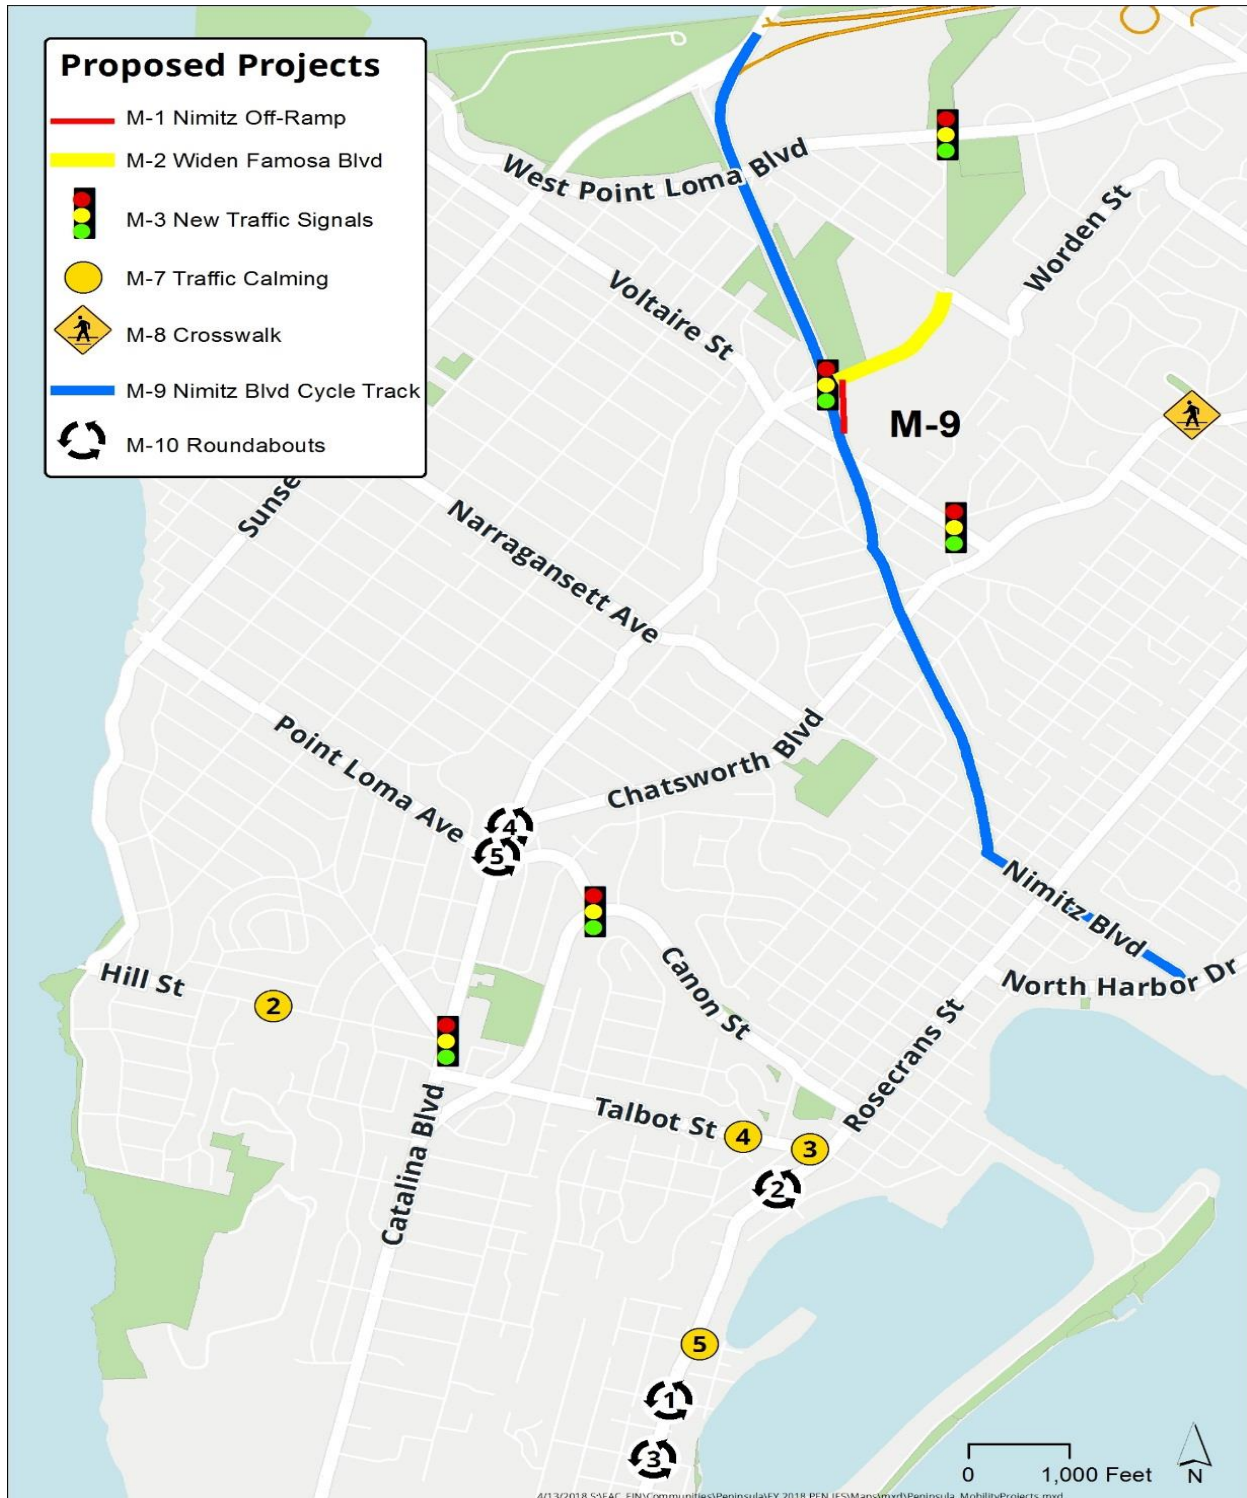 Proposed Projects
M-1 Nimitz Off-Ramp
M-2 Widen Famosa Blvd
M-3 New Traffic Signals
M-7 Traffic Calming
M-8 Crosswalk
M-9 Nimitz Blvd Cycle Track
M-10 Roundabouts
West Point Loma Blvd
Worden St
Voltaire St
M-9
Sunse
Narragansett Ave
Point Loma Ave
Chatsworth Blvd
4
5
Nimitz Blvd
North Harbor Dr
Hill St
2
Canon St
Rosecrans St
Catalina Blvd
Talbot St
4
3
2
5
1
3
0 1,000 Feet
N